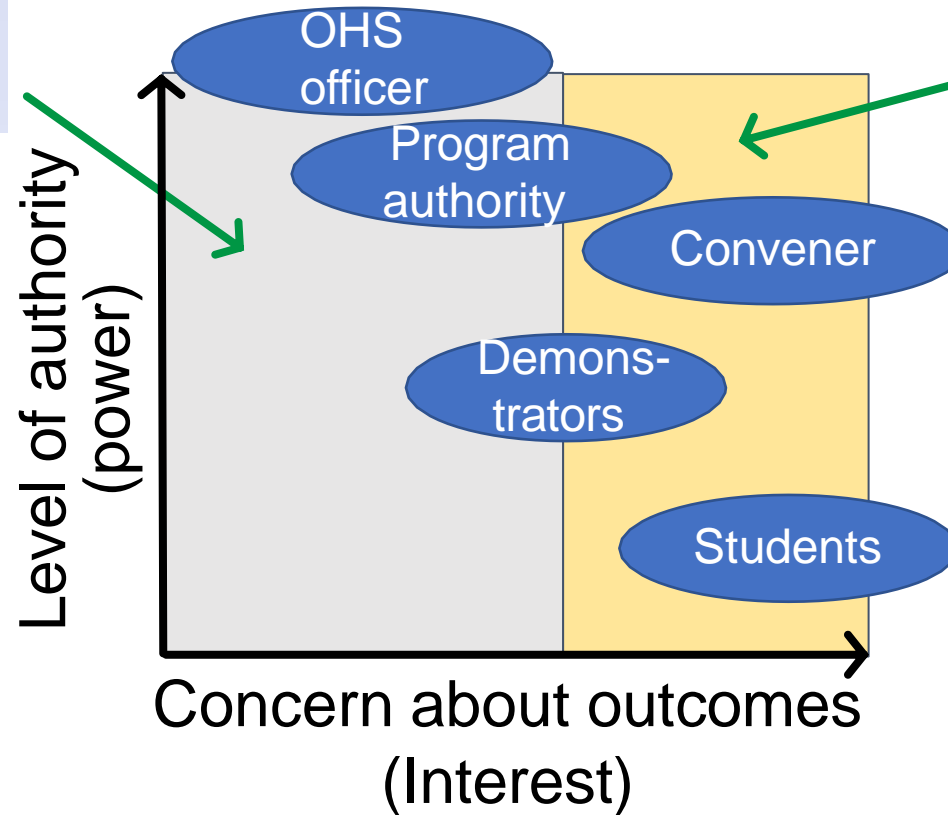 OHS
officer
Program
authority
Convener
Demons-
trators
Students
Level of authority
(power)
Concern about outcomes
(Interest)